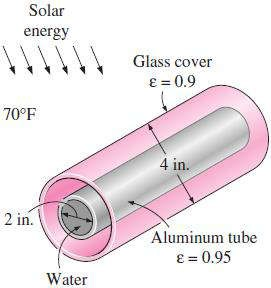 Solar
energy
Glass cover
ε = 0.9
70°F
4 in.
2 in.
Aluminum tube
ε = 0.95
Water